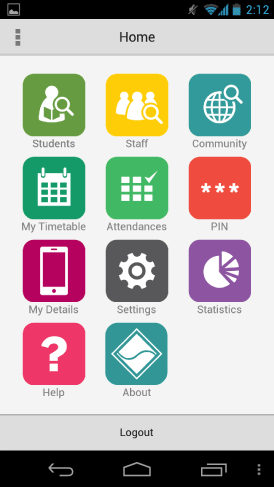 2:12
Home
Students Staff Community
My Timetable Attendances PIN
My Details Settings Statistics
Help About
Logout